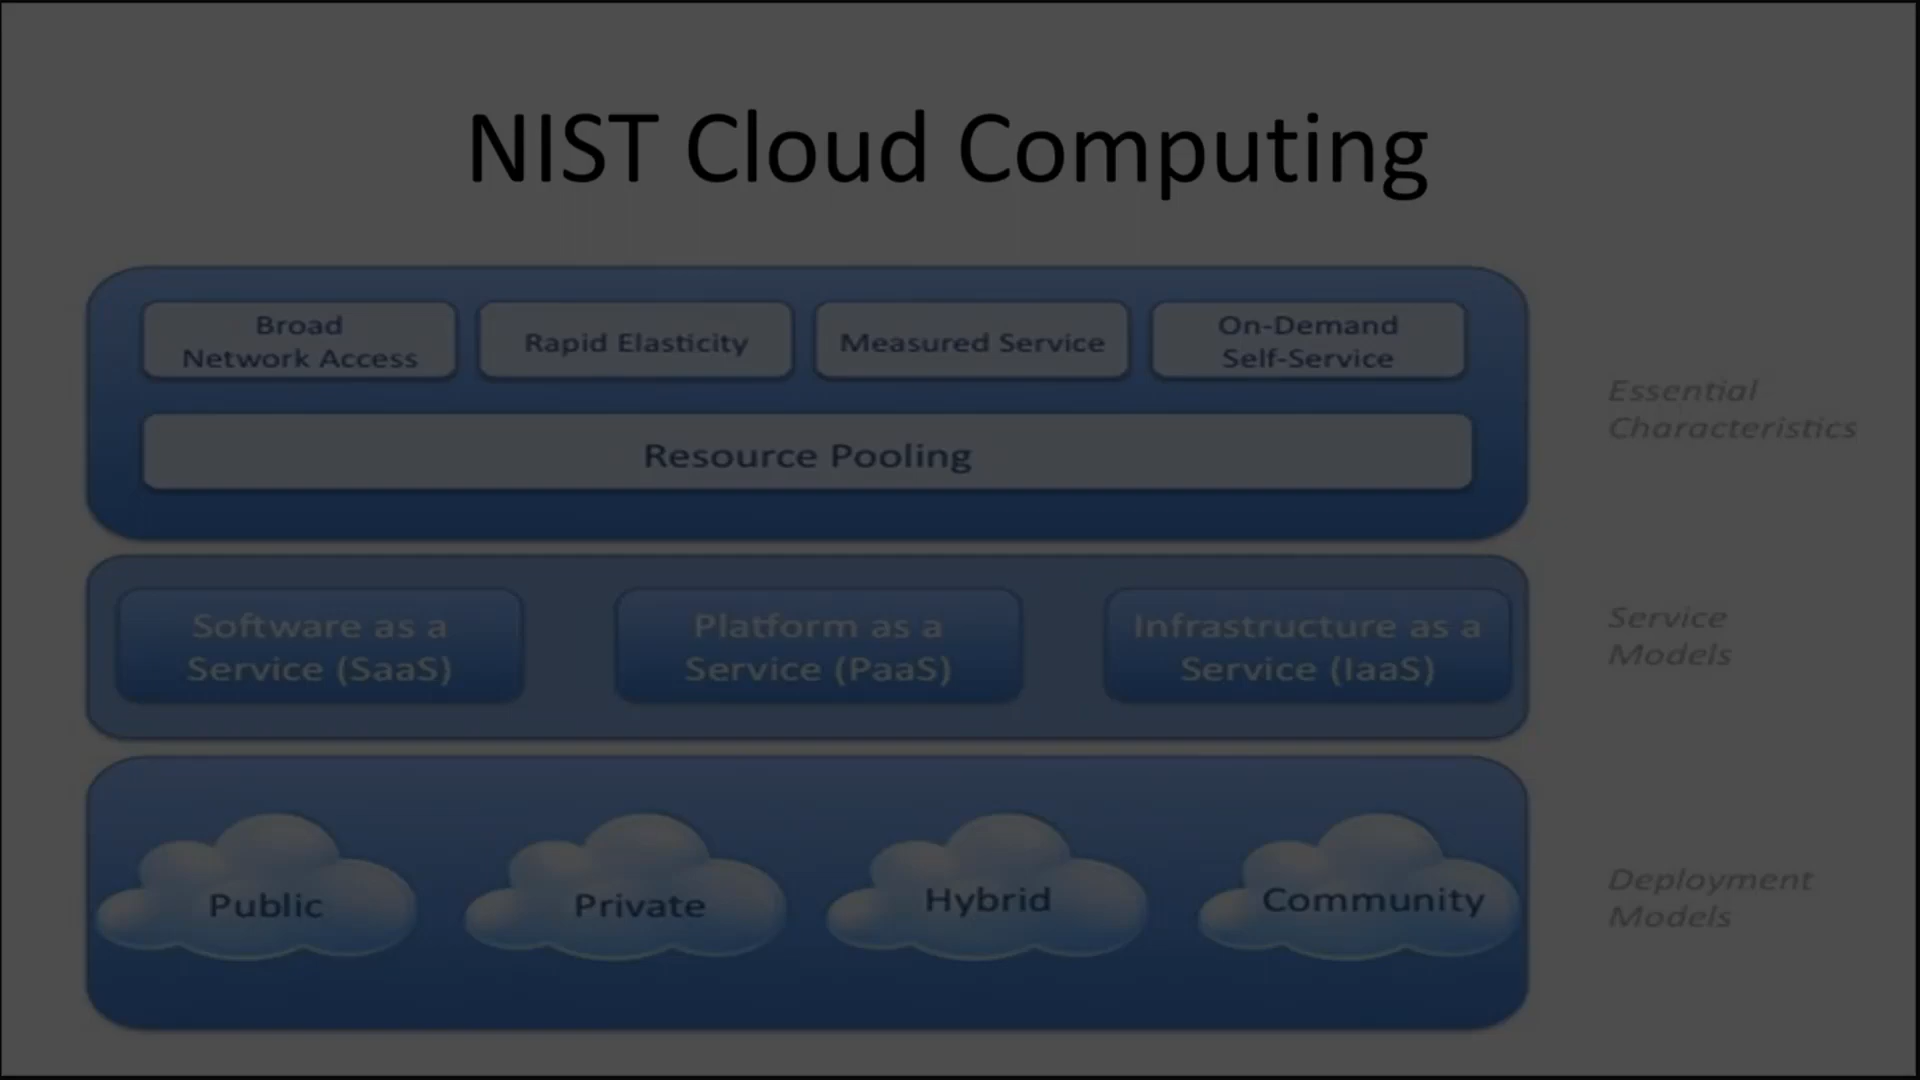 NIST Cloud Computing
Broad
Network Access
Rapid Elasticity
Measured Service
On-Demand
Self-Service
Resource Pooling
Essential
Characteristics
Software as a
Service (SaaS)
Platform as a
Service (PaaS)
Infrastructure as a
Service (IaaS)
Service
Models
Public
Private
Hybrid
Community
Deployment
Models